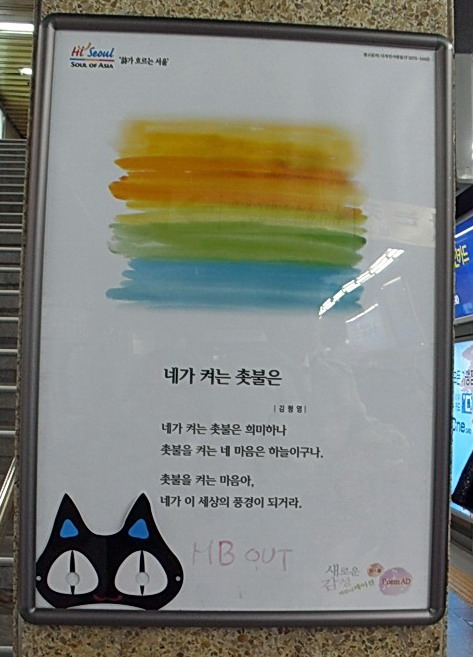 Hi Seoul
SOUL OF ASIA
'詩가 흐르는 서울'
네가 켜는 촛불은
네가 켜는 촛불은 희미하나
촛불을 켜는 네 마음은 하늘이구나.
촛불을 켜는 마음아,
네가 이 세상의 풍경이 되거라.
MB OUT
새로운
감성
Poem AD
One